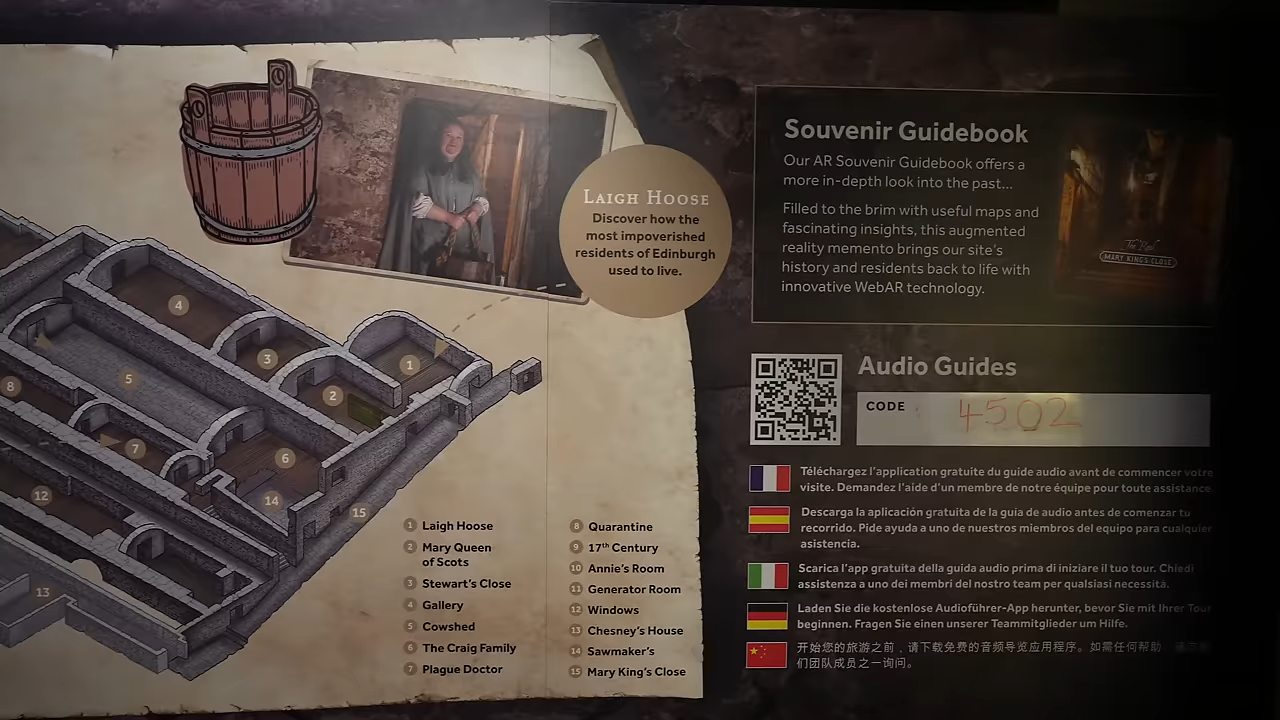 LAIGH HOOSE
Discover how the
most impoverished
residents of Edinburgh
used to live.
4
3
1
5
2
8
7
6
12
14
15
13
1 Laigh Hoose
2 Mary Queen
of Scots
3 Stewart's Close
4 Gallery
5 Cowshed
6 The Craig Family
7 Plague Doctor
8 Quarantine
9 17th Century
10 Annie's Room
11 Generator Room
12 Windows
13 Chesney's House
14 Sawmaker's
15 Mary King's Close
Souvenir Guidebook
Our AR Souvenir Guidebook offers a
more in-depth look into the past...
Filled to the brim with useful maps and
fascinating insights, this augmented
reality memento brings our site's
history and residents back to life with
innovative WebAR technology.
The Real
MARY KING'S CLOSE
Audio Guides
CODE 4502
Téléchargez l'application gratuite du guide audio avant de commencer votre
visite. Demandez l'aide d'un membre de notre équipe pour toute assistance.
Descarga la aplicación gratuita de la guía de audio antes de comenzar tu
recorrido. Pide ayuda a uno de nuestros miembros del equipo para cualquier
asistencia.
Scarica l'app gratuita della guida audio prima di iniziare il tuo tour. Chiedi
assistenza a uno dei membri del nostro team per qualsiasi necessità.
Laden Sie die kostenlose Audioführer-App herunter, bevor Sie mit Ihrer Tour
beginnen. Fragen Sie einen unserer Teammitglieder um Hilfe.
开始您的旅游之前，请下载免费的音频导览应用程序。如需任何帮助
们团队成员之一询问。